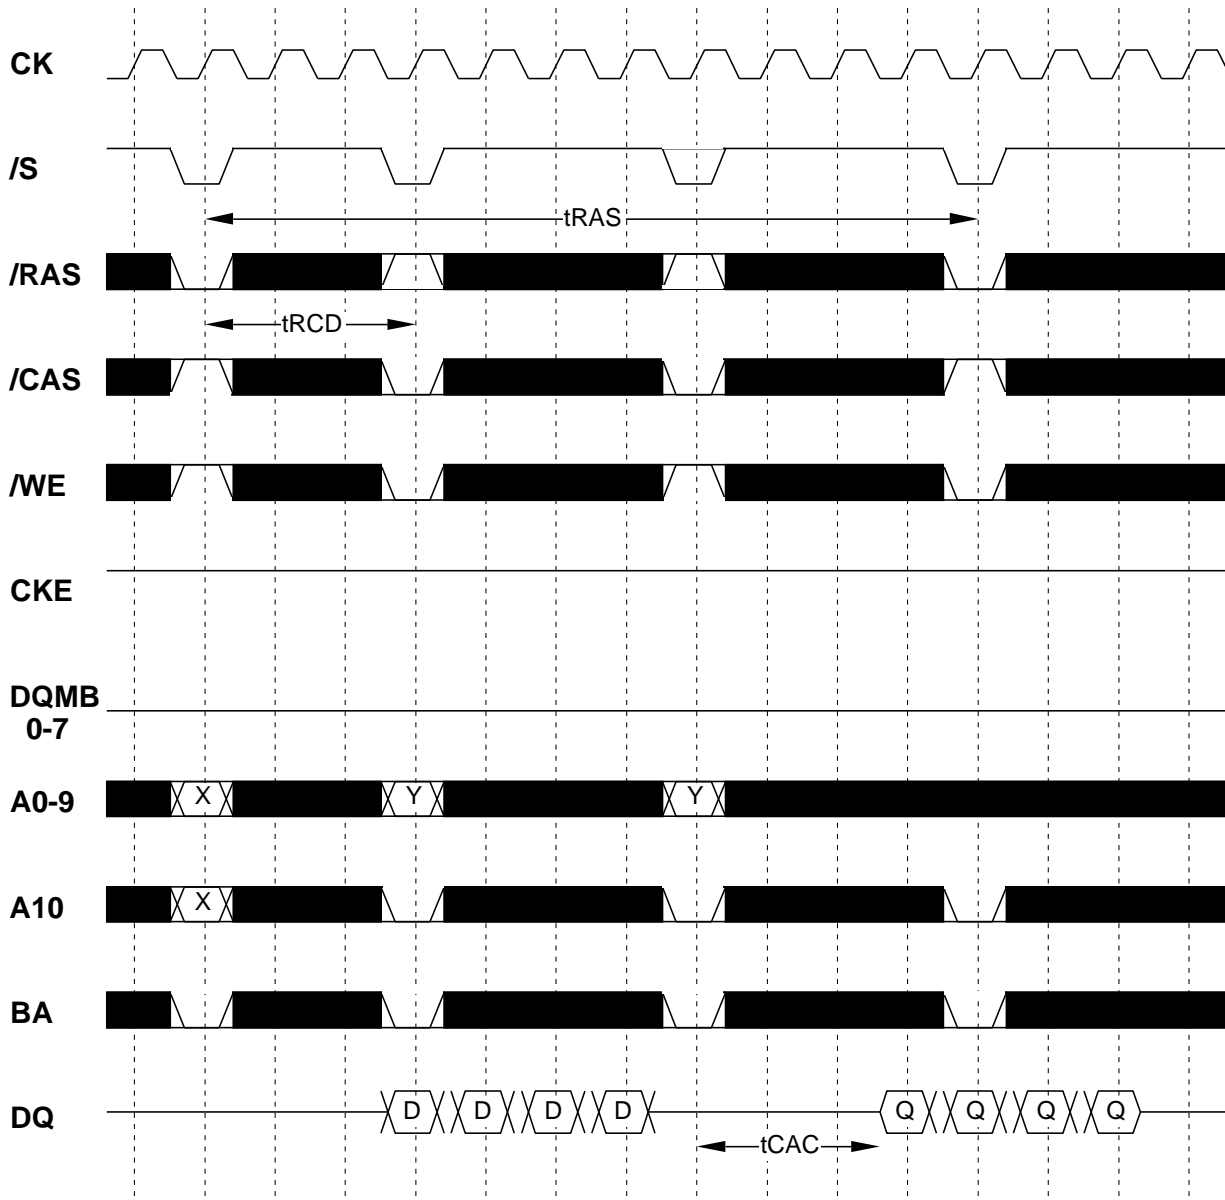 CK
/S
tRAS
/RAS
tRCD
/CAS
/WE
CKE
DQMB
0-7
A0-9 X Y Y
A10 X
BA
DQ D D D D Q Q Q Q
tCAC